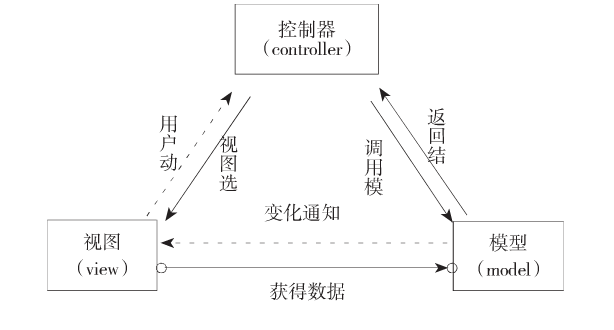 控制器
（controller）
用户动
视图选
调用模
返回结
变化通知
视图
（view）
模型
（model）
获得数据